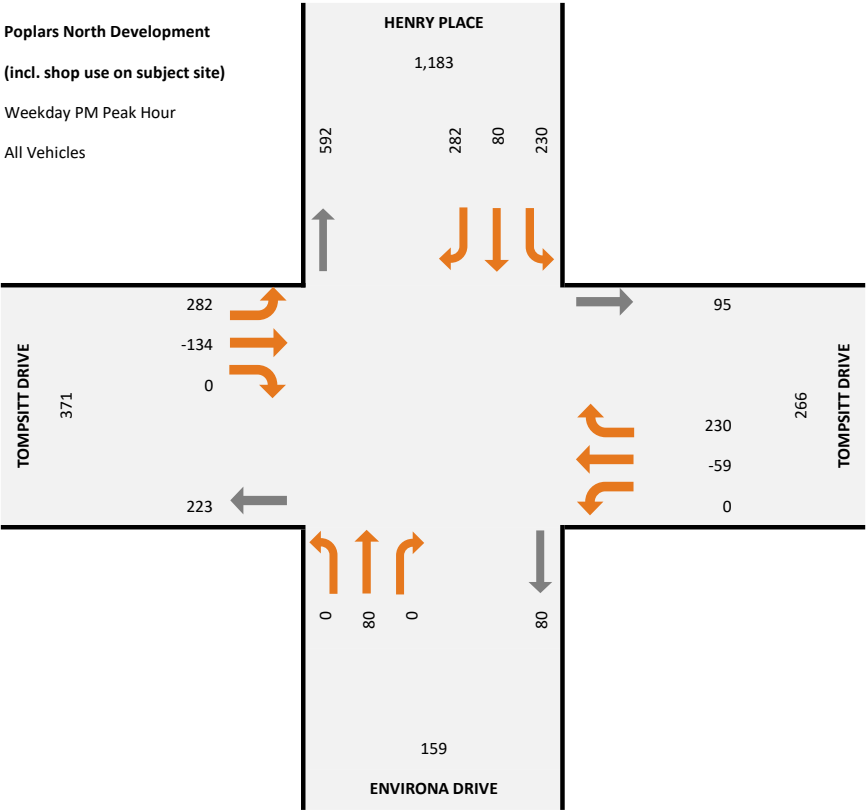 Poplars North Development
(incl. shop use on subject site)
Weekday PM Peak Hour
All Vehicles
HENRY PLACE
1,183
592
282
80
230
282
-134
0
TOMPSITT DRIVE
371
223
95
230
-59
0
266
TOMPSITT DRIVE
0
80
0
80
159
ENVIRONA DRIVE